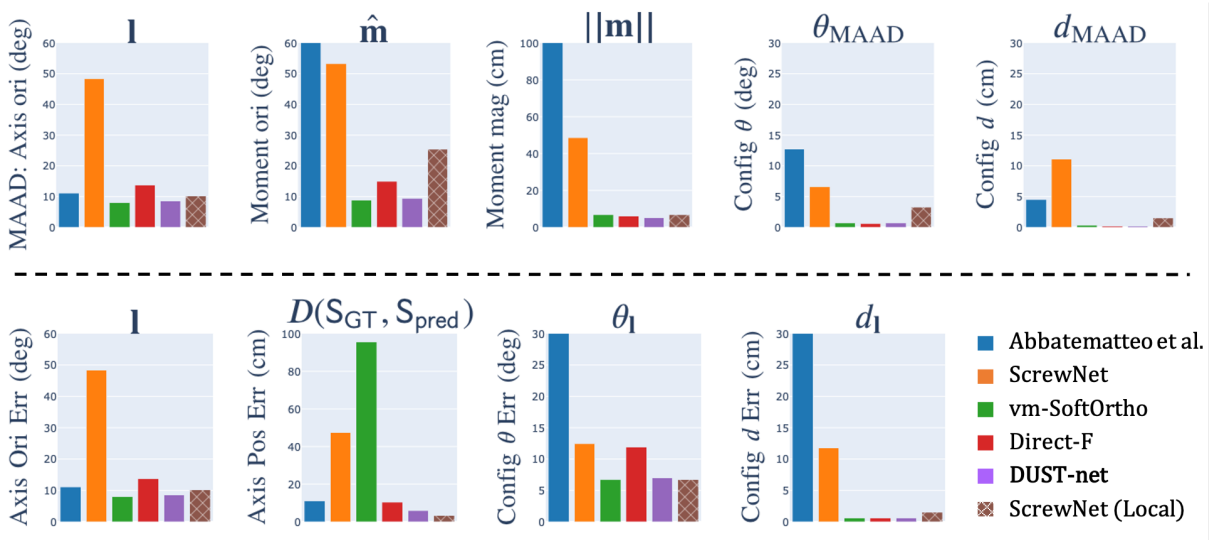 l
m̂
||m||
θMAAD
dMAAD
MAAD: Axis ori (deg)
60
50
40
30
20
10
0
Moment ori (deg)
60
50
40
30
20
10
0
Moment mag (cm)
100
80
60
40
20
0
Config θ (deg)
30
25
20
15
10
5
0
Config d (cm)
30
25
20
15
10
5
0
l
D(SGT, Spred)
θl
dl
Axis Ori Err (deg)
60
50
40
30
20
10
0
Axis Pos Err (cm)
100
80
60
40
20
0
Config θ Err (deg)
30
25
20
15
10
5
0
Config d Err (cm)
30
25
20
15
10
5
0
Abbatematteo et al.
ScrewNet
vm-SoftOrtho
Direct-F
DUST-net
ScrewNet (Local)